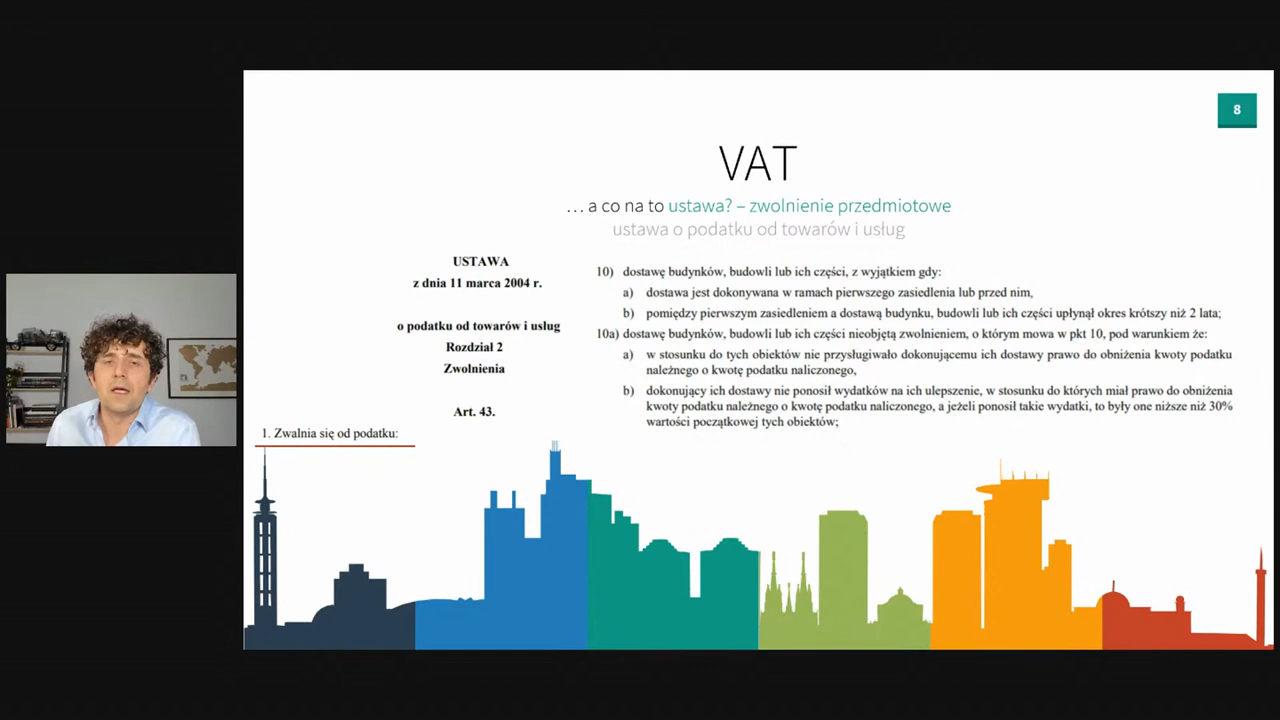 8
VAT
… a co na to ustawa? – zwolnienie przedmiotowe
ustawa o podatku od towarów i usług
USTAWA
z dnia 11 marca 2004 r.
o podatku od towarów i usług
Rozdział 2
Zwolnienia
Art. 43.
1. Zwalnia się od podatku:
10) dostawę budynków, budowli lub ich części, z wyjątkiem gdy:
a) dostawa jest dokonywana w ramach pierwszego zasiedlenia lub przed nim,
b) pomiędzy pierwszym zasiedleniem a dostawą budynku, budowli lub ich części upłynął okres krótszy niż 2 lata;
10a) dostawę budynków, budowli lub ich części nieobjętą zwolnieniem, o którym mowa w pkt 10, pod warunkiem że:
a) w stosunku do tych obiektów nie przysługiwało dokonującemu ich dostawy prawo do obniżenia kwoty podatku
należnego o kwotę podatku naliczonego,
b) dokonujący ich dostawy nie ponosił wydatków na ich ulepszenie, w stosunku do których miał prawo do obniżenia
kwoty podatku należnego o kwotę podatku naliczonego, a jeżeli ponosił takie wydatki, to były one niższe niż 30%
wartości początkowej tych obiektów;